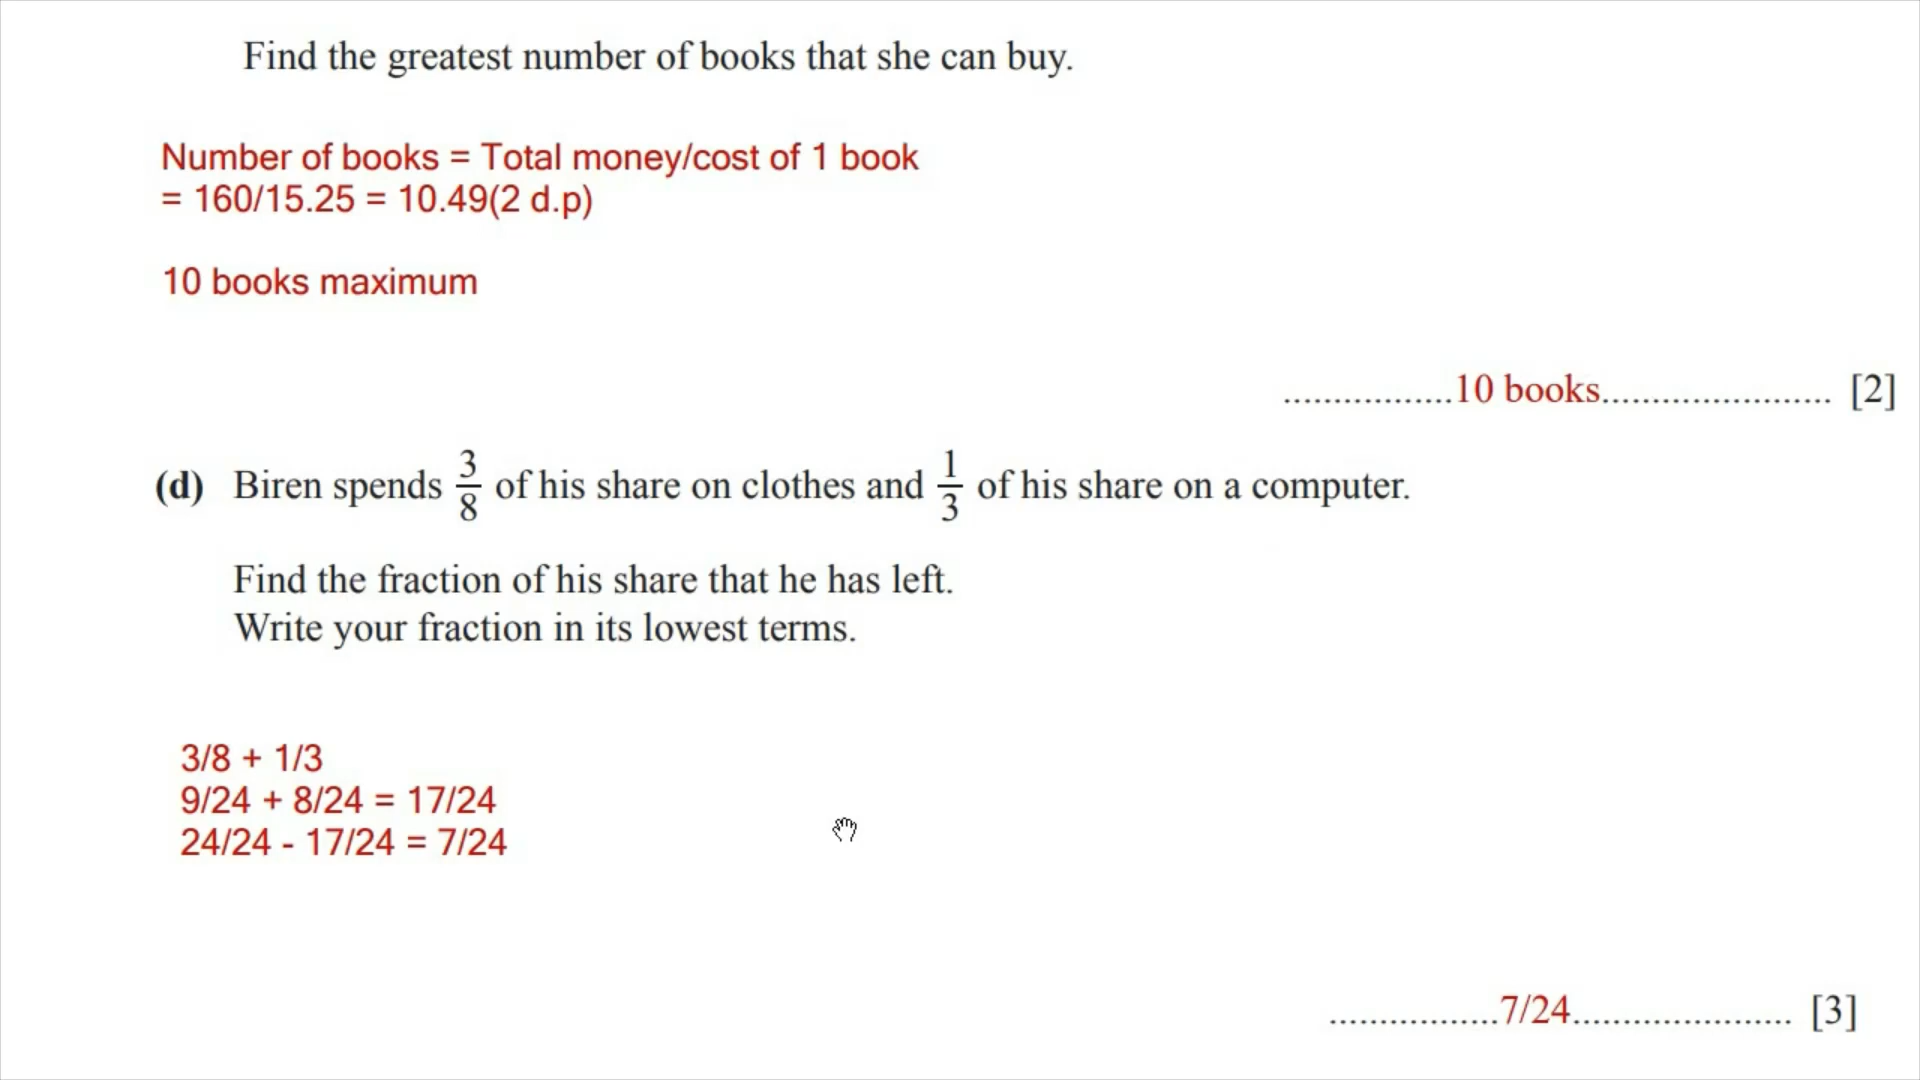 Find the greatest number of books that she can buy.
Number of books = Total money/cost of 1 book
= 160/15.25 = 10.49(2 d.p)
10 books maximum
.................10 books....................... [2]
(d) Biren spends 3/8 of his share on clothes and 1/3 of his share on a computer.
Find the fraction of his share that he has left.
Write your fraction in its lowest terms.
3/8 + 1/3
9/24 + 8/24 = 17/24
24/24 - 17/24 = 7/24
.................7/24...................... [3]